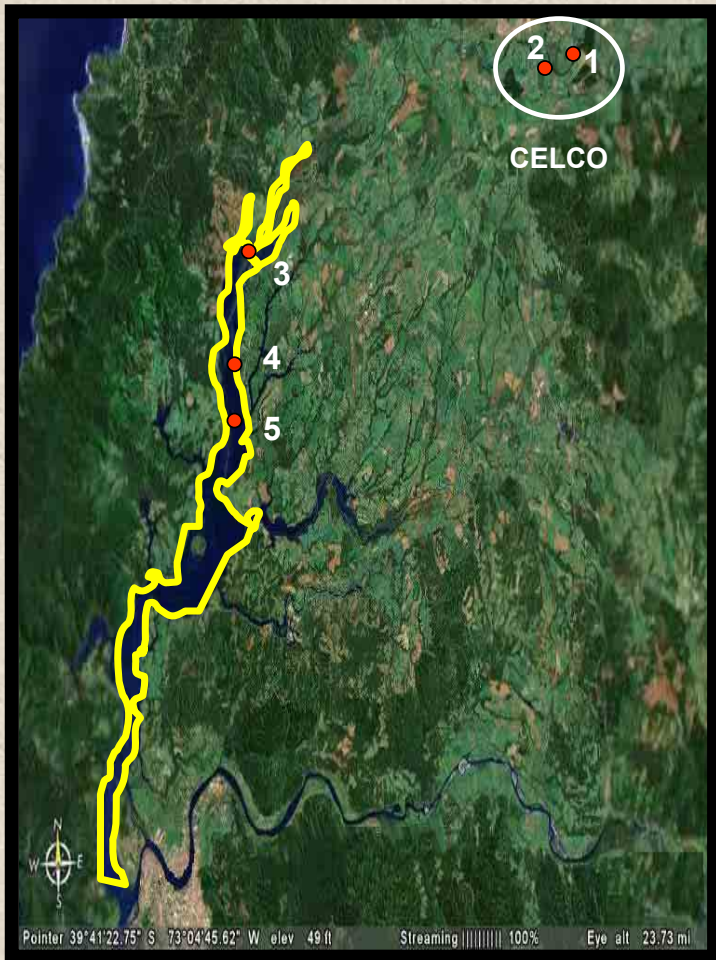 2
1
CELCO
3
4
5
N
W E
S
Pointer 39°41'22.75" S 73°04'45.62" W elev 49 ft Streaming |||||||||| 100% Eye alt 23.73 mi